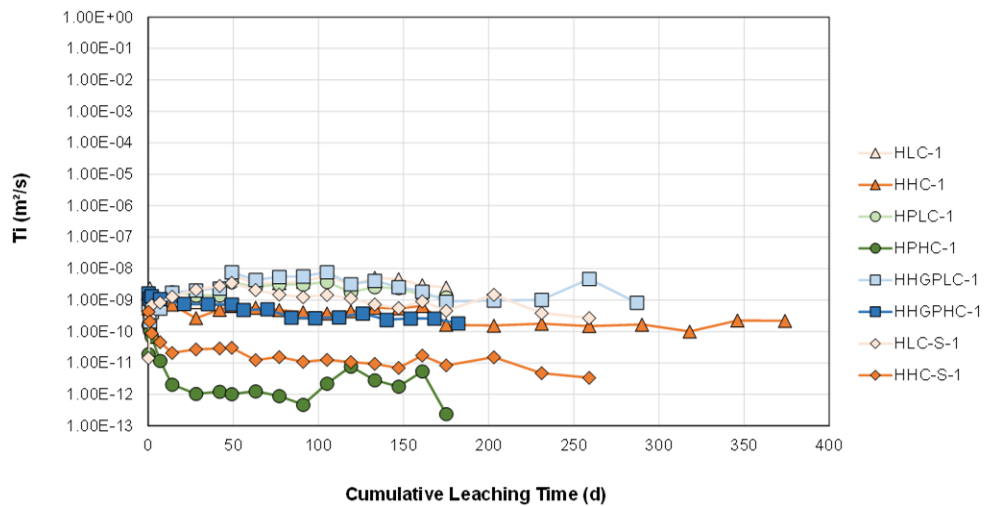 1.00E+00
1.00E-01
1.00E-02
1.00E-03
1.00E-04
1.00E-05
1.00E-06
1.00E-07
1.00E-08
1.00E-09
1.00E-10
1.00E-11
1.00E-12
1.00E-13
Ti (m²/s)
0 50 100 150 200 250 300 350 400
Cumulative Leaching Time (d)
HLC-1
HHC-1
HPLC-1
HPHC-1
HHGPLC-1
HHGPHC-1
HLC-S-1
HHC-S-1